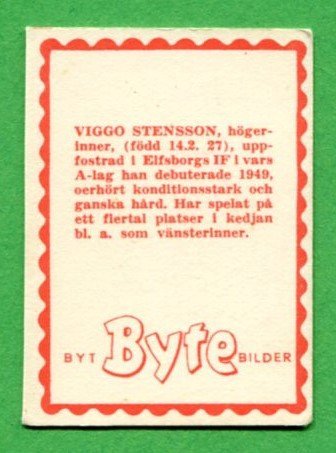 VIGGO STENSSON, höger-
inner, (född 14.2. 27), upp-
fostrad i Elfsborgs IF i vars
A-lag han debuterade 1949,
oerhört konditionsstark och
ganska hård. Har spelat på
ett flertal platser i kedjan
bl. a. som vänsterinner.
BYT Byte BILDER